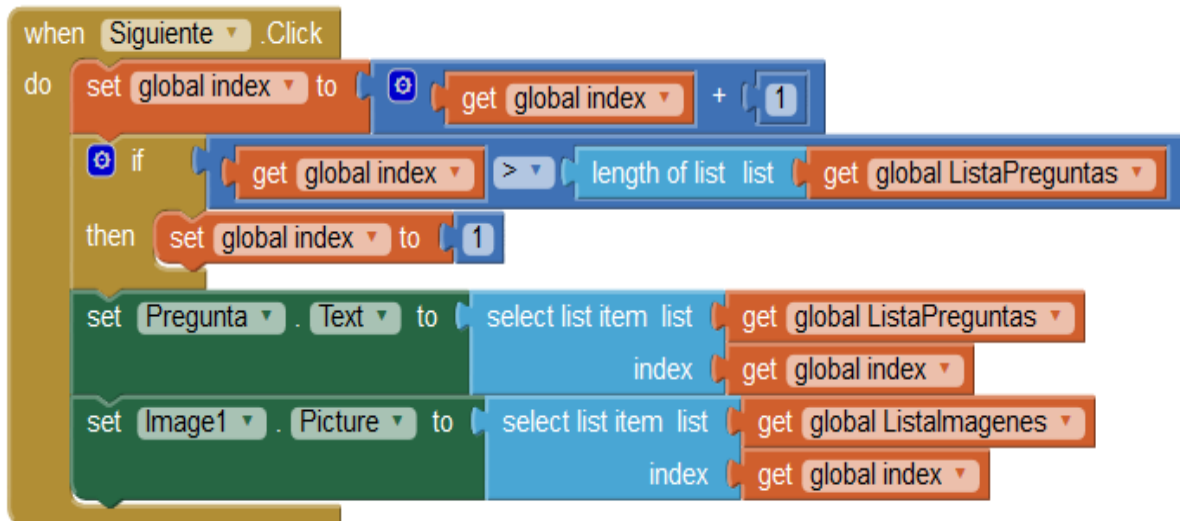 when Siguiente .Click
do set global index to get global index + 1
if get global index > length of list list get global ListaPreguntas
then set global index to 1
set Pregunta . Text to select list item list get global ListaPreguntas
index get global index
set Image1 . Picture to select list item list get global ListaImagenes
index get global index